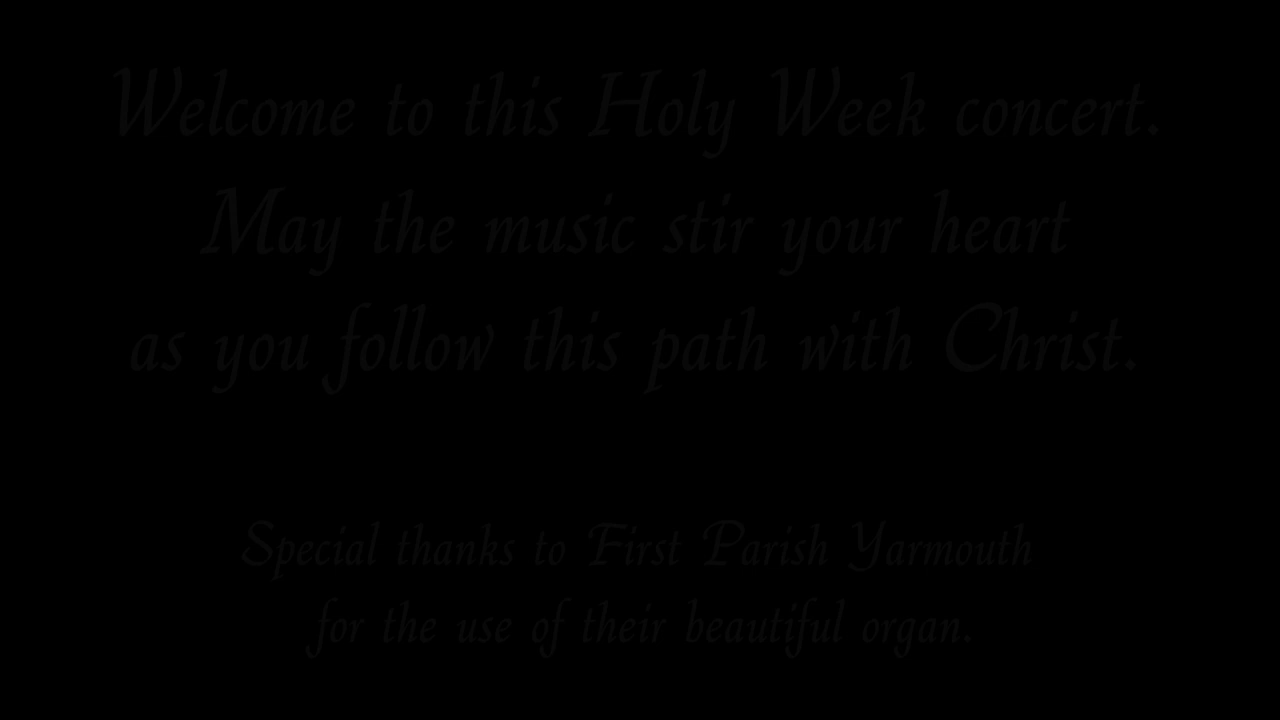 Welcome to this Holy Week concert.
May the music stir your heart
as you follow this path with Christ.
Special thanks to First Parish Yarmouth
for the use of their beautiful organ.